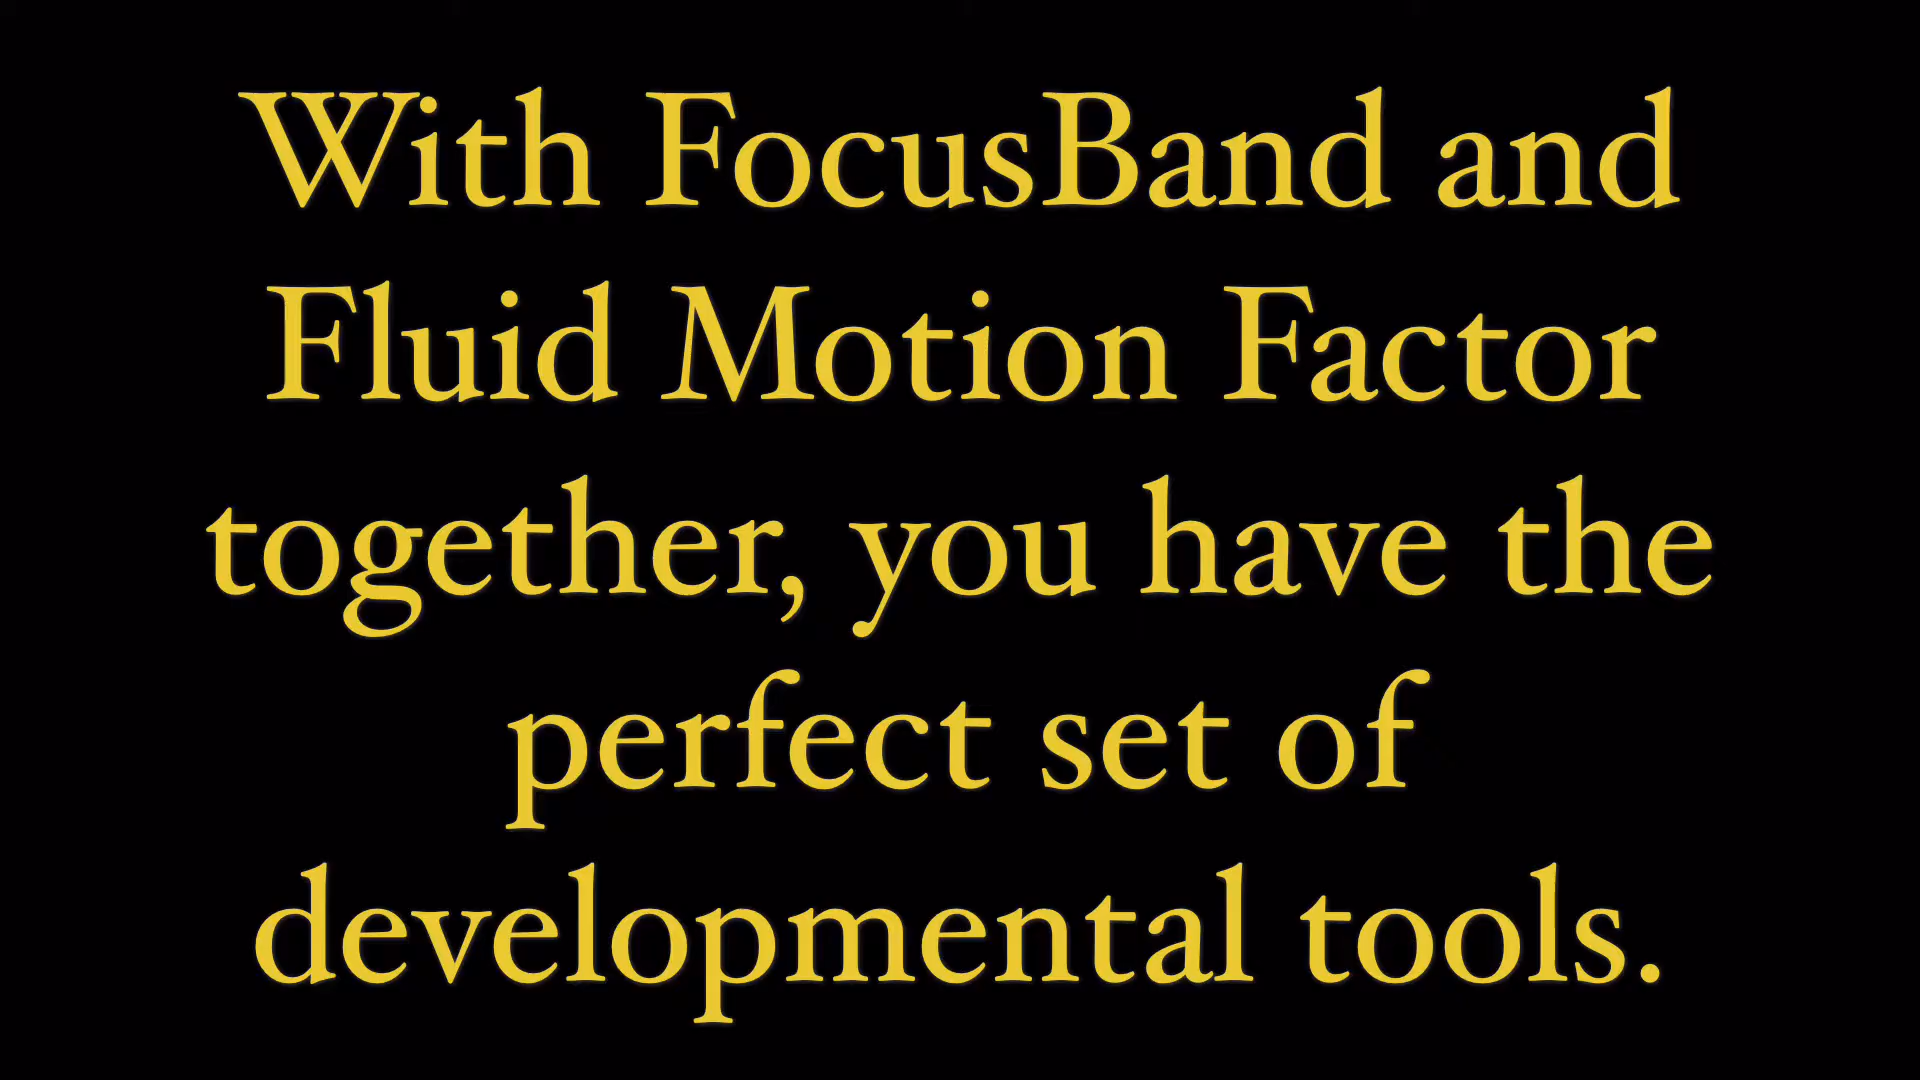 With FocusBand and
Fluid Motion Factor
together, you have the
perfect set of
developmental tools.